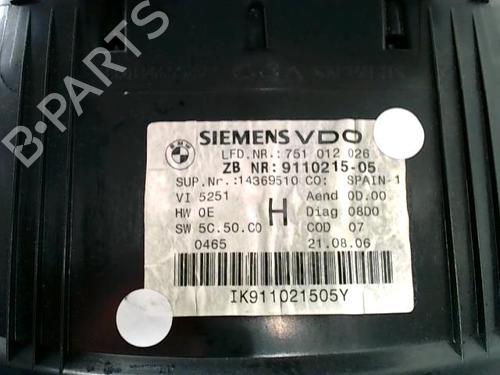 B-PARTS
SIEMENS VDO
LFD.NR.: 751 012 026
ZB NR: 9110215-05
SUP.Nr.:14369510 CO: SPAIN-1
VI 5251 Aend 0D.00
HW 0E H Diag 08D0
SW 5C.50.C0 COD 07
0465 21.08.06
IK911021505Y